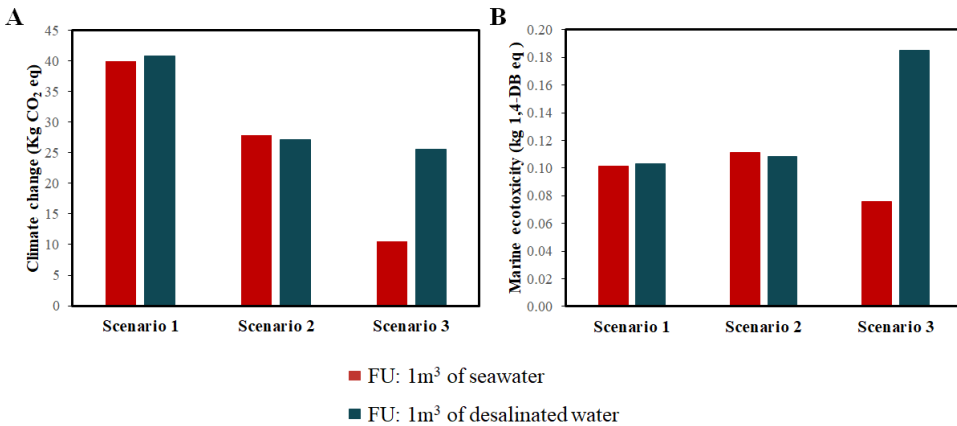 A
Climate change (Kg CO₂ eq)
45
40
35
30
25
20
15
10
5
0
Scenario 1 Scenario 2 Scenario 3
B
Marine ecotoxicity (kg 1,4-DB eq )
0.20
0.18
0.16
0.14
0.12
0.10
0.08
0.06
0.04
0.02
0.00
Scenario 1 Scenario 2 Scenario 3
FU: 1m³ of seawater
FU: 1m³ of desalinated water